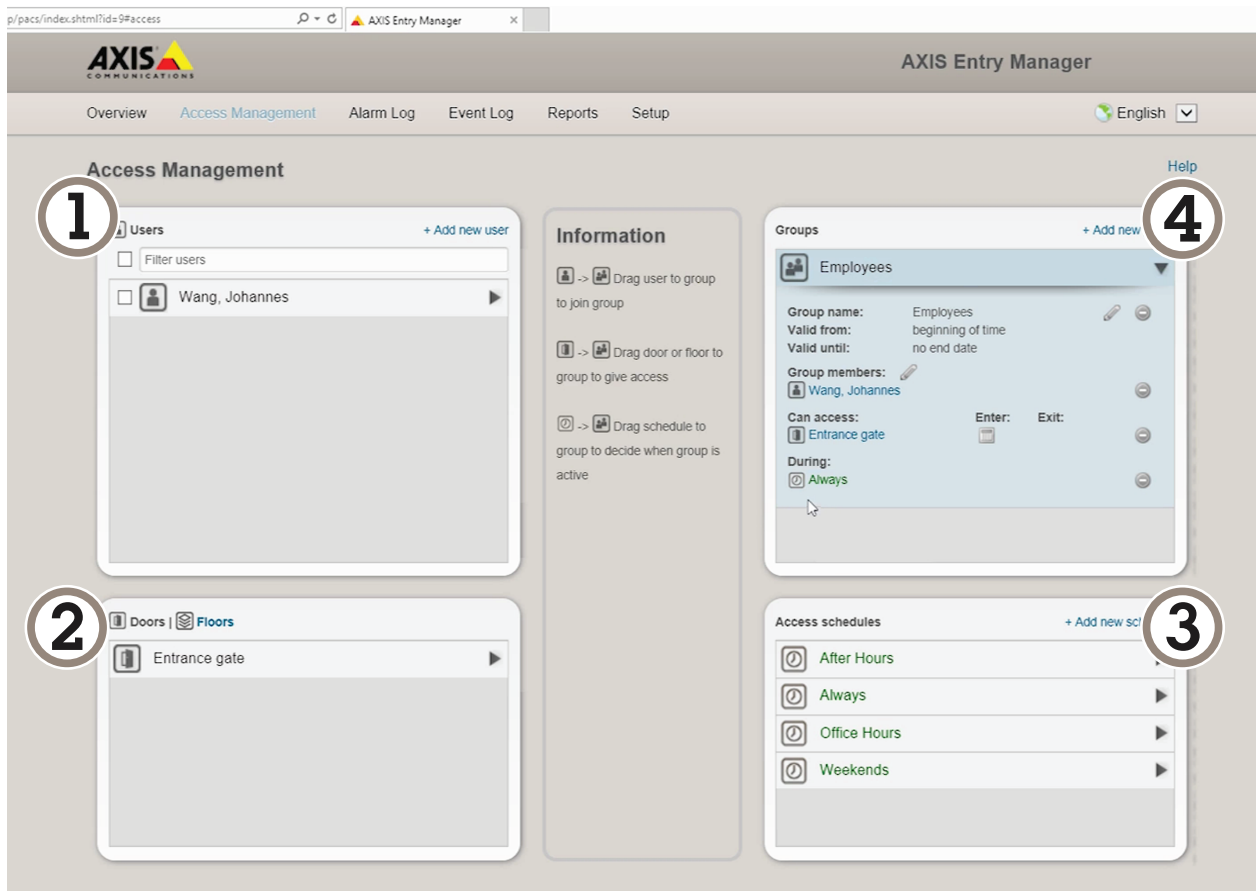 p/pacs/index.shtml?id=9#access
AXIS Entry Manager
AXIS
COMMUNICATIONS
AXIS Entry Manager
Overview
Access Management
Alarm Log
Event Log
Reports
Setup
English
Access Management
Help
1
Users
+ Add new user
Filter users
Wang, Johannes
Information
-> Drag user to group
to join group
-> Drag door or floor to
group to give access
-> Drag schedule to
group to decide when group is
active
4
Groups
+ Add new
Employees
Group name: Employees
Valid from: beginning of time
Valid until: no end date
Group members:
Wang, Johannes
Can access: Enter: Exit:
Entrance gate
During:
Always
2
Doors | Floors
Entrance gate
3
Access schedules
+ Add new sch
After Hours
Always
Office Hours
Weekends